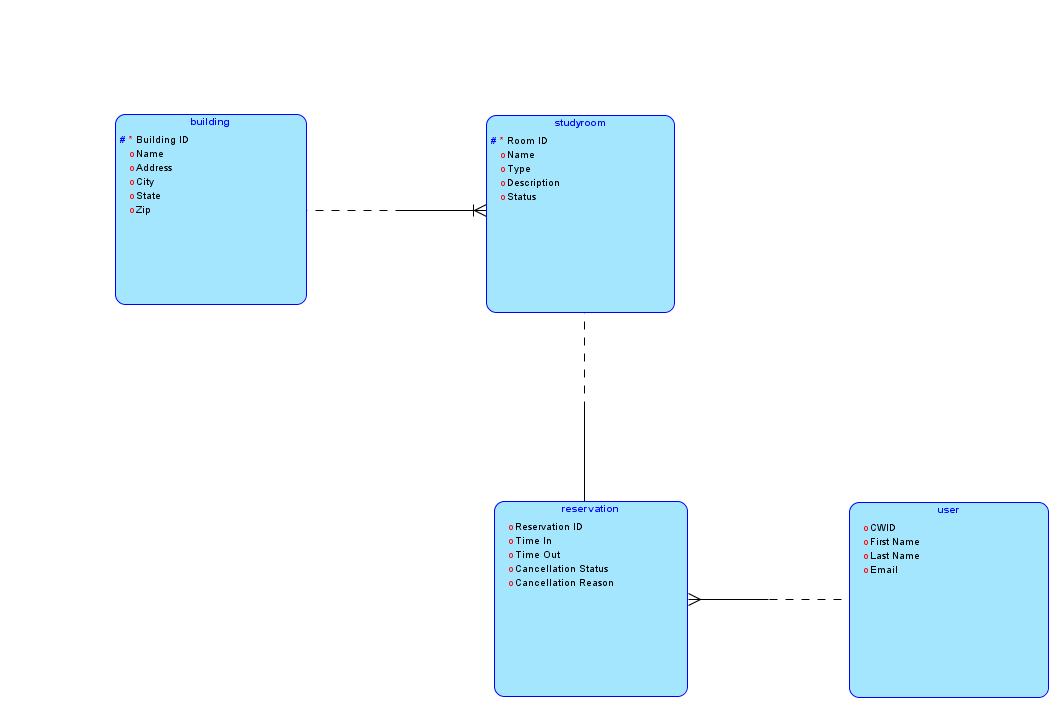 building
# * Building ID
o Name
o Address
o City
o State
o Zip
studyroom
# * Room ID
o Name
o Type
o Description
o Status
reservation
o Reservation ID
o Time In
o Time Out
o Cancellation Status
o Cancellation Reason
user
o CWID
o First Name
o Last Name
o Email